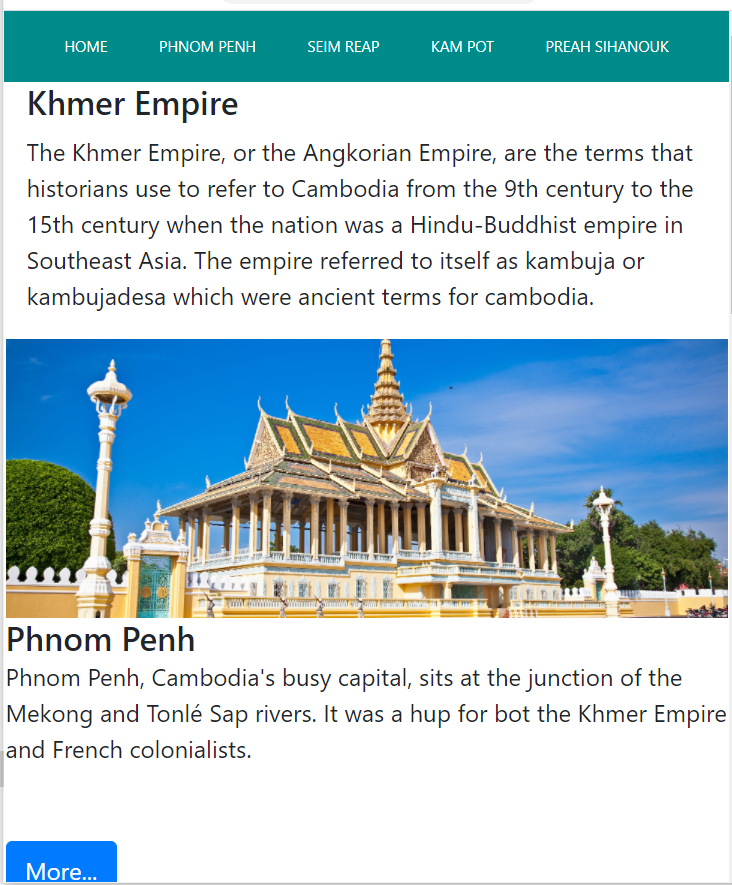 HOME PHNOM PENH SEIM REAP KAM POT PREAH SIHANOUK
Khmer Empire
The Khmer Empire, or the Angkorian Empire, are the terms that
historians use to refer to Cambodia from the 9th century to the
15th century when the nation was a Hindu-Buddhist empire in
Southeast Asia. The empire referred to itself as kambuja or
kambujadesa which were ancient terms for cambodia.
Phnom Penh
Phnom Penh, Cambodia's busy capital, sits at the junction of the
Mekong and Tonlé Sap rivers. It was a hup for bot the Khmer Empire
and French colonialists.
More...